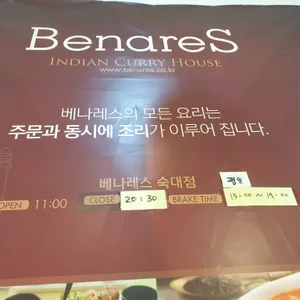 BenareS
INDIAN CURRY HOUSE
www.benares.co.kr
베나레스의 모든 요리는
주문과 동시에 조리가 이루어 집니다.
베나레스 숙대점
평일
OPEN 11:00 CLOSE 20:30 BRAKE TIME 15:00 ~ 17:00